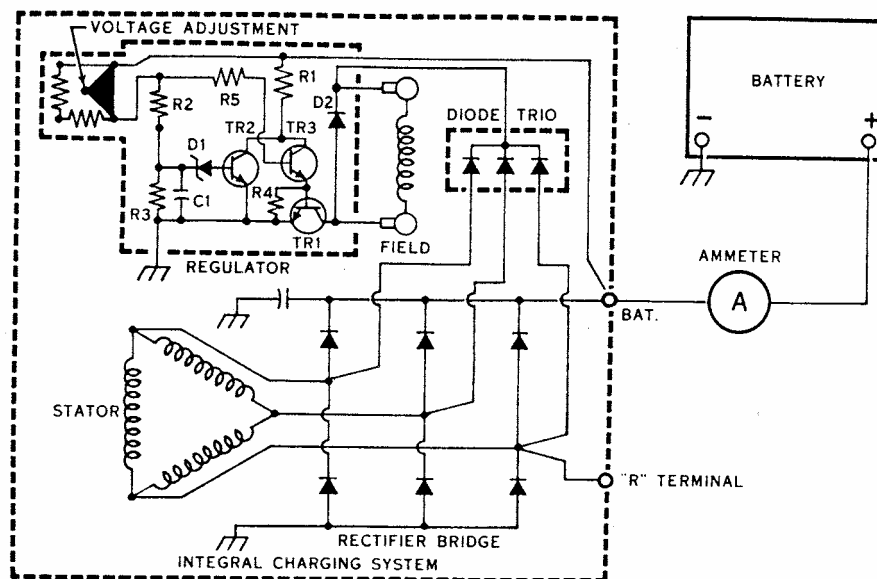 VOLTAGE ADJUSTMENT
R1
R2
R5
D2
D1
TR2
TR3
R4
R3
C1
TR1
FIELD
REGULATOR
DIODE TRIO
BATTERY
-
+
AMMETER
A
BAT.
STATOR
"R" TERMINAL
RECTIFIER BRIDGE
INTEGRAL CHARGING SYSTEM